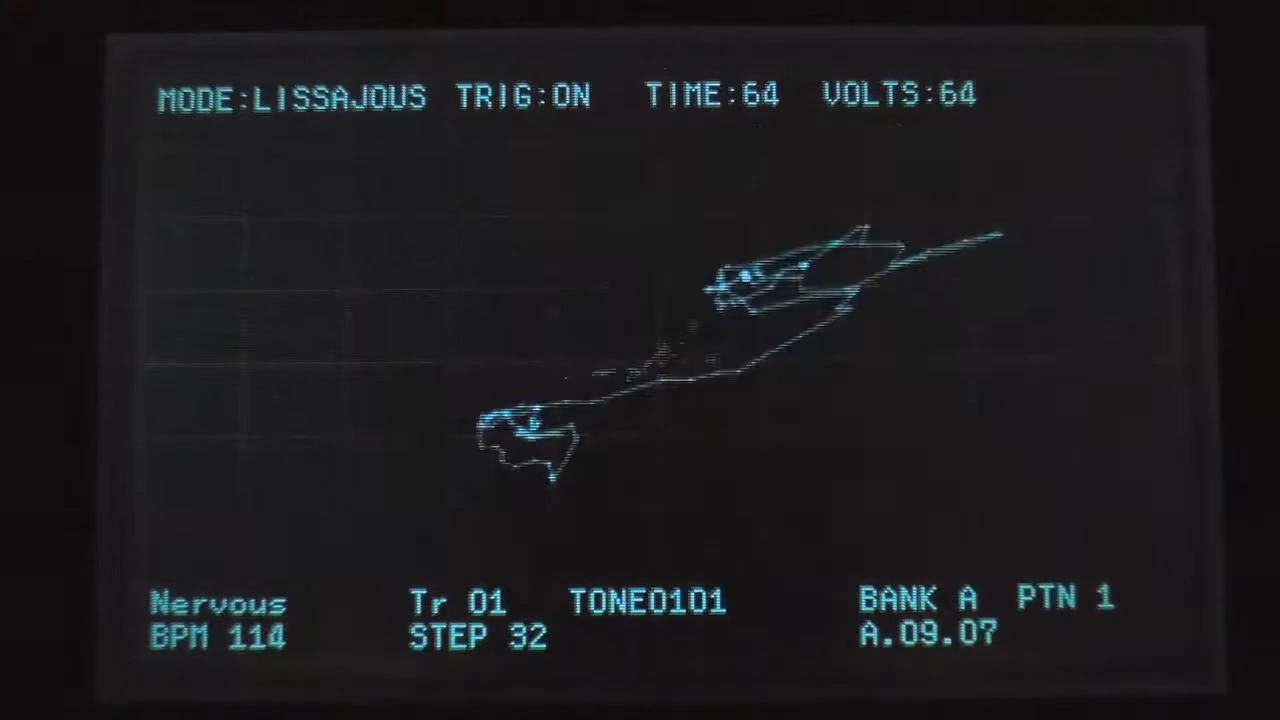 MODE:LISSAJOUS TRIG:ON TIME:64 VOLTS:64
Nervous Tr 01 TONE0101 BANK A PTN 1
BPM 114 STEP 32 A.09.07